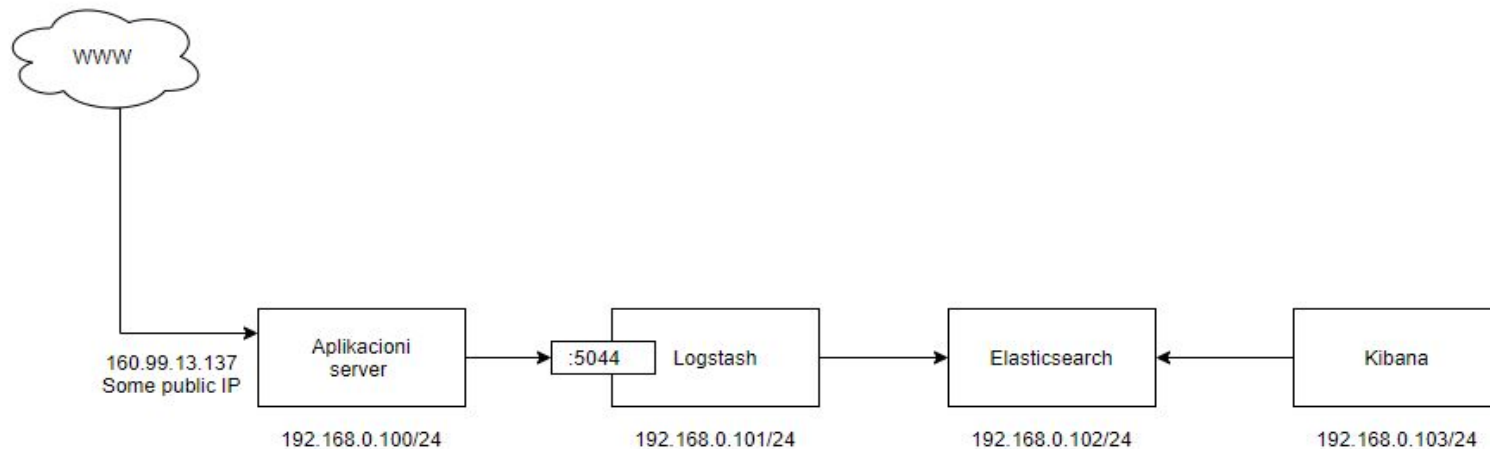 WWW
160.99.13.137
Some public IP
Aplikacioni
server
:5044
Logstash
Elasticsearch
Kibana
192.168.0.100/24
192.168.0.101/24
192.168.0.102/24
192.168.0.103/24